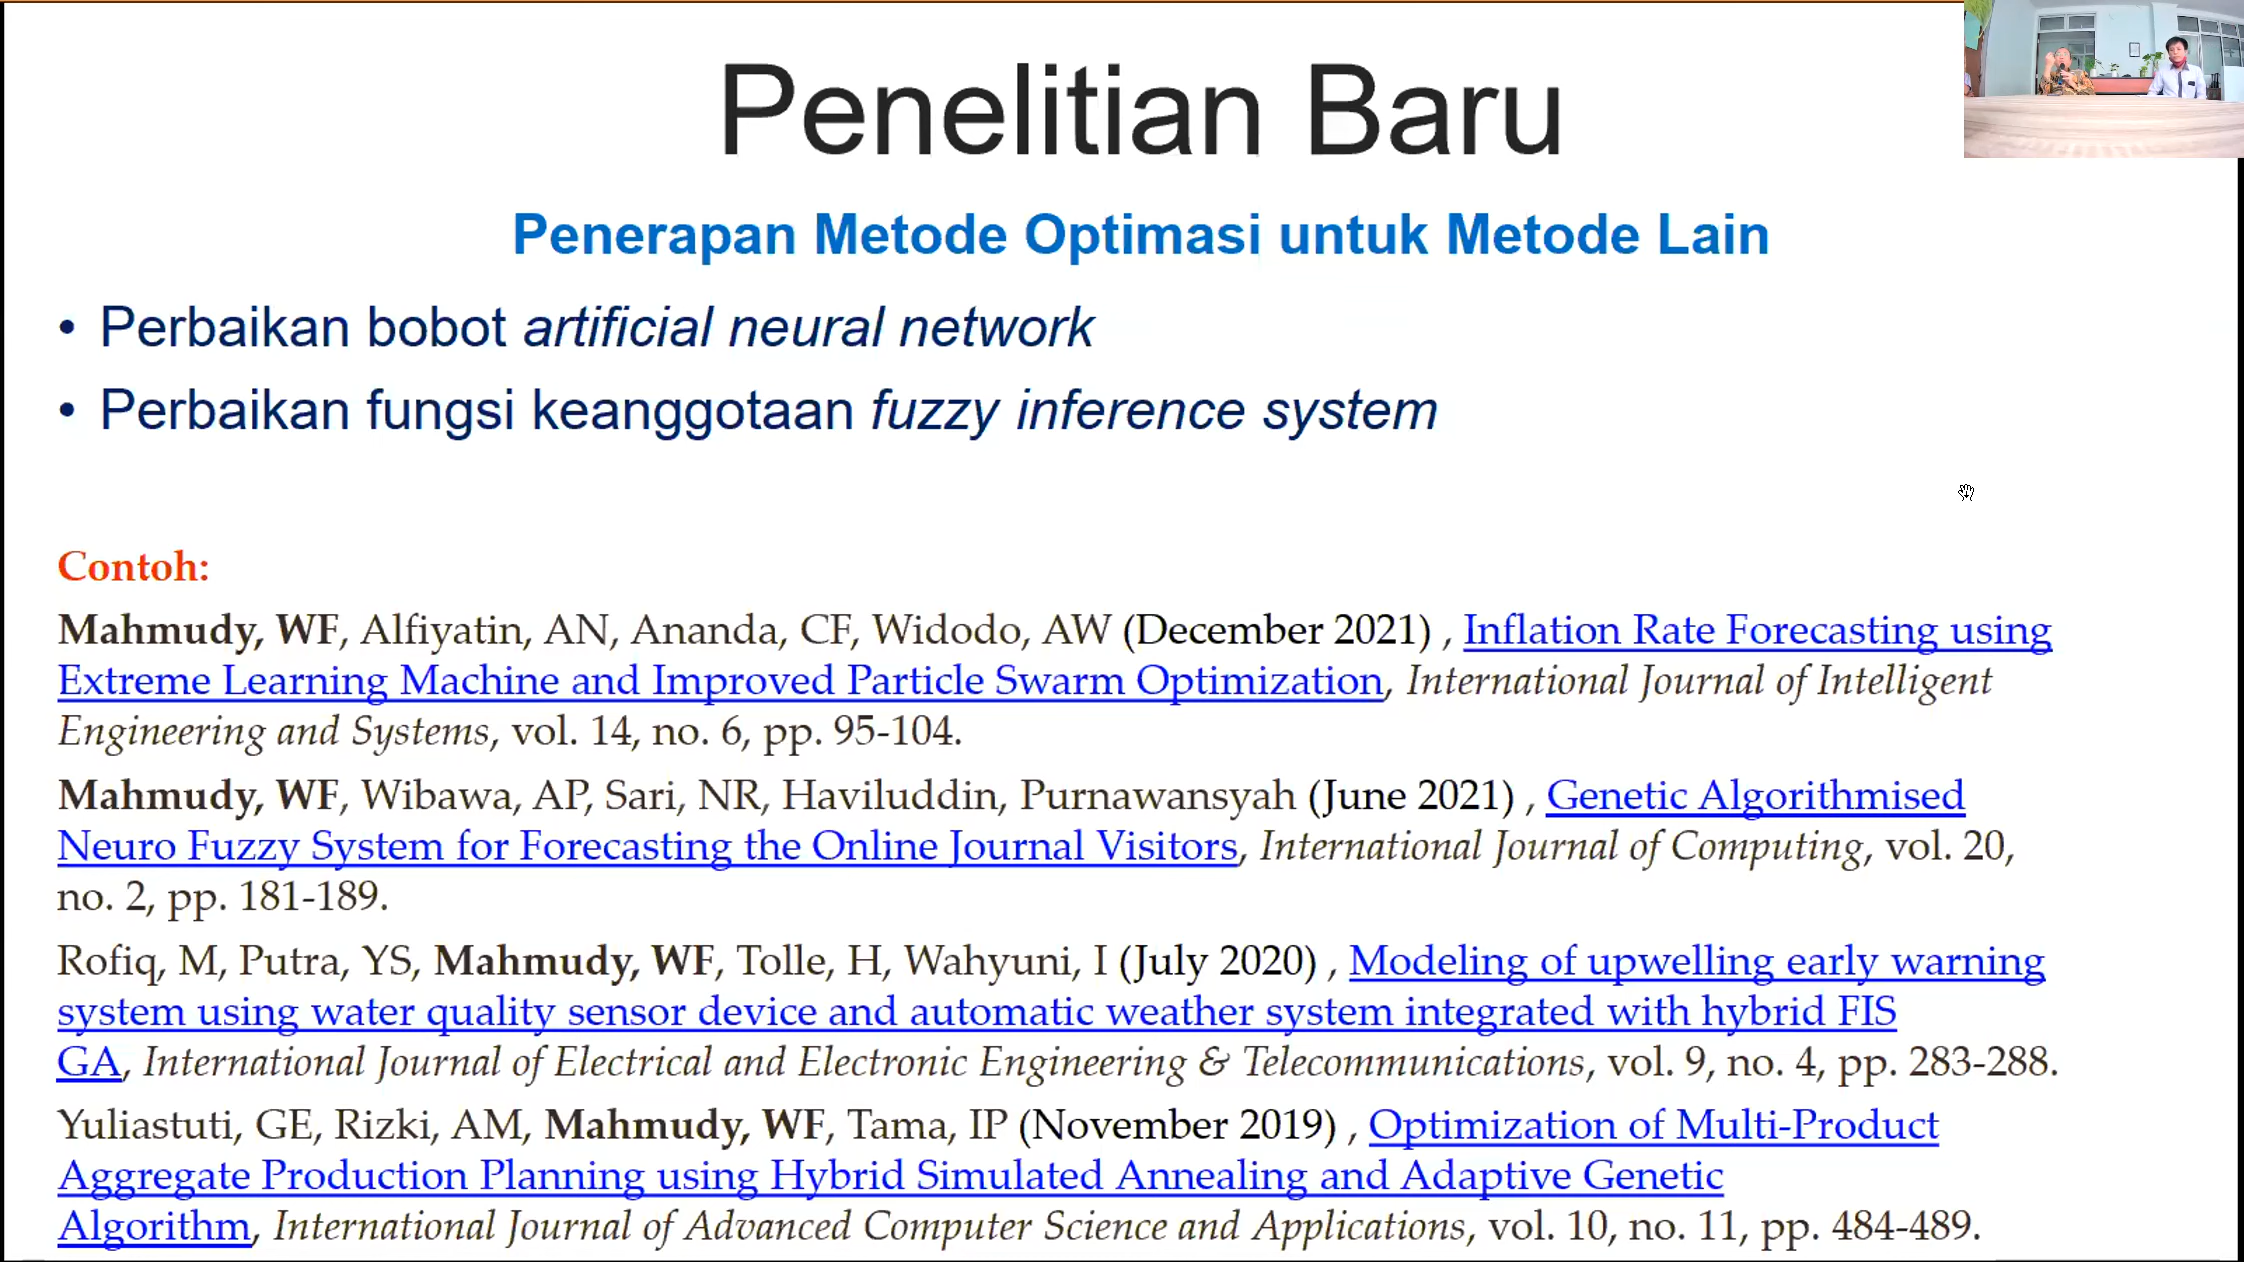 Penelitian Baru
Penerapan Metode Optimasi untuk Metode Lain
• Perbaikan bobot artificial neural network
• Perbaikan fungsi keanggotaan fuzzy inference system
Contoh:
Mahmudy, WF, Alfiyatin, AN, Ananda, CF, Widodo, AW (December 2021) , Inflation Rate Forecasting using
Extreme Learning Machine and Improved Particle Swarm Optimization, International Journal of Intelligent
Engineering and Systems, vol. 14, no. 6, pp. 95-104.
Mahmudy, WF, Wibawa, AP, Sari, NR, Haviluddin, Purnawansyah (June 2021) , Genetic Algorithmised
Neuro Fuzzy System for Forecasting the Online Journal Visitors, International Journal of Computing, vol. 20,
no. 2, pp. 181-189.
Rofiq, M, Putra, YS, Mahmudy, WF, Tolle, H, Wahyuni, I (July 2020) , Modeling of upwelling early warning
system using water quality sensor device and automatic weather system integrated with hybrid FIS
GA, International Journal of Electrical and Electronic Engineering & Telecommunications, vol. 9, no. 4, pp. 283-288.
Yuliastuti, GE, Rizki, AM, Mahmudy, WF, Tama, IP (November 2019) , Optimization of Multi-Product
Aggregate Production Planning using Hybrid Simulated Annealing and Adaptive Genetic
Algorithm, International Journal of Advanced Computer Science and Applications, vol. 10, no. 11, pp. 484-489.